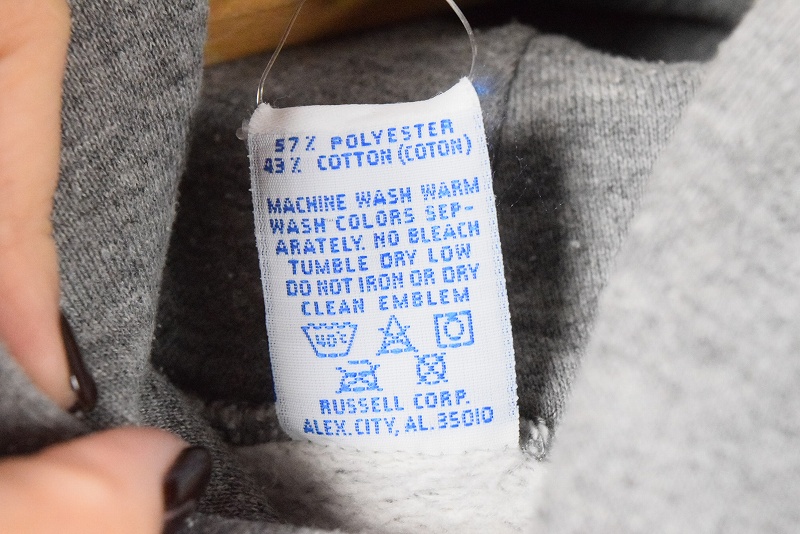 57% POLYESTER
43% COTTON (COTON)
MACHINE WASH WARM
WASH COLORS SEP-
ARATELY. NO BLEACH
TUMBLE DRY LOW
DO NOT IRON OR DRY
CLEAN EMBLEM
40°C
RUSSELL CORP.
ALEX. CITY, AL. 35010